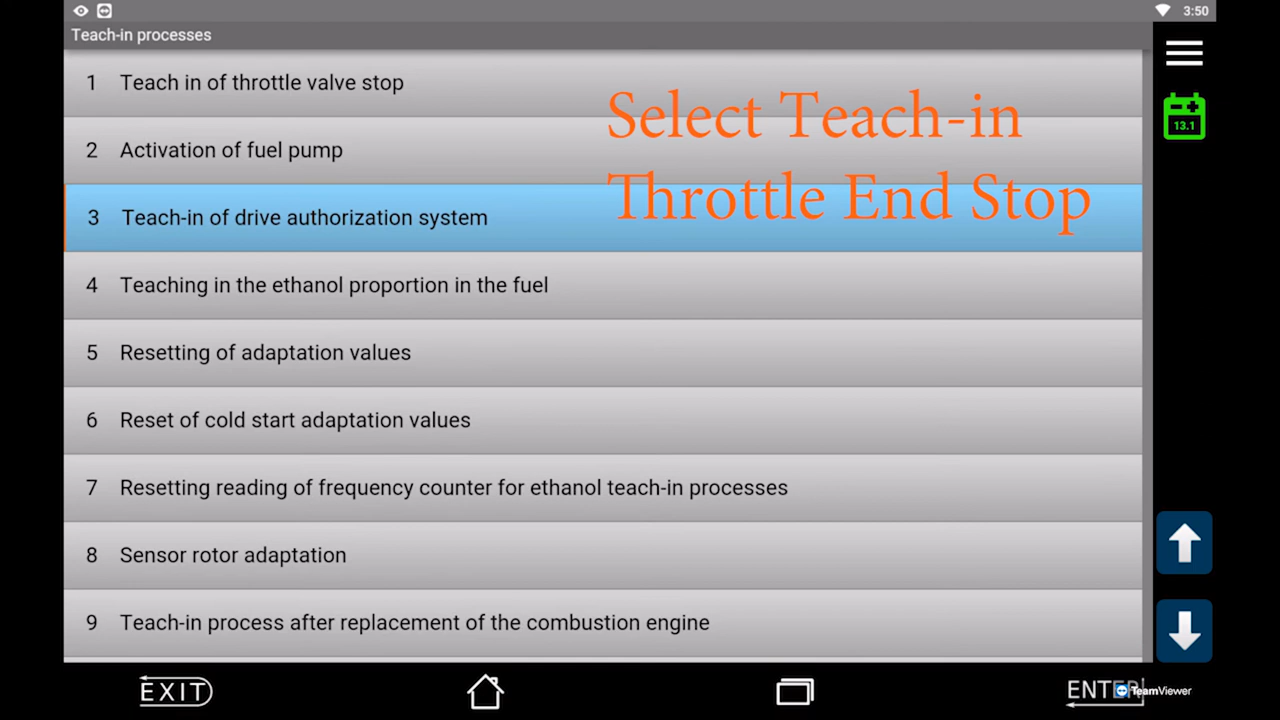 3:50
Teach-in processes
1 Teach in of throttle valve stop
Select Teach-in
Throttle End Stop
13.1
2 Activation of fuel pump
3 Teach-in of drive authorization system
4 Teaching in the ethanol proportion in the fuel
5 Resetting of adaptation values
6 Reset of cold start adaptation values
7 Resetting reading of frequency counter for ethanol teach-in processes
8 Sensor rotor adaptation
9 Teach-in process after replacement of the combustion engine
EXIT
ENTER
TeamViewer